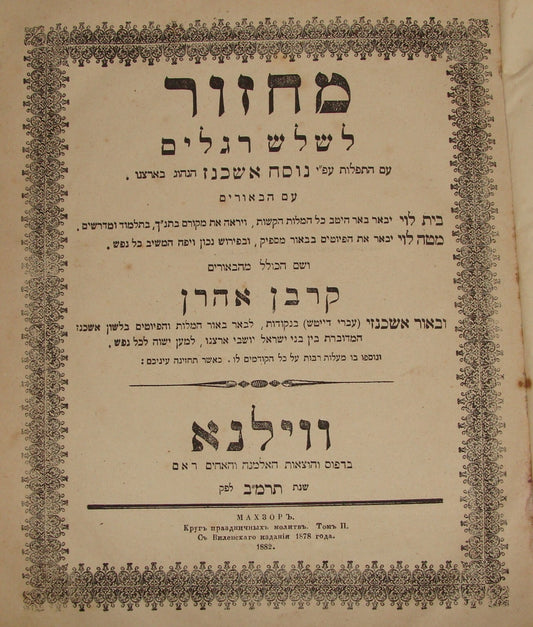 מחזור
לשלש רגלים
עם התפלות עפ״י נוסח אשכנז הנהוג בארצנו .
עם הבאורים
בית לוי יבאר באר היטב כל המלות הקשות , ויראה את מקורם בתנ״ך , בתלמוד ומדרשים .
מטה לוי יבאר את הפיוטים בבאור מספיק , ובפירוש נכון ויפה המשיב כל נפש .
ושם הכולל מהבאורים
קרבן אהרן
ובאור אשכנזי (עברי דייטש) בנקודות , לבאר באור המלות והפיוטים בלשון אשכנז
המדוברת בין בני ישראל יושבי ארצנו , למען ישוה לכל נפש .
ונוספו בו מעלות רבות על כל הקודמים לו . כאשר תחזינה עיניכם :
ווילנא
בדפוס והוצאות האלמנה והאחים ראם
שנת תרמ״ב לפק
МАХЗОРЪ.
Кругъ праздничныхъ молитвъ. Томъ II.
Съ Виленскаго изданія 1878 года.
1882.